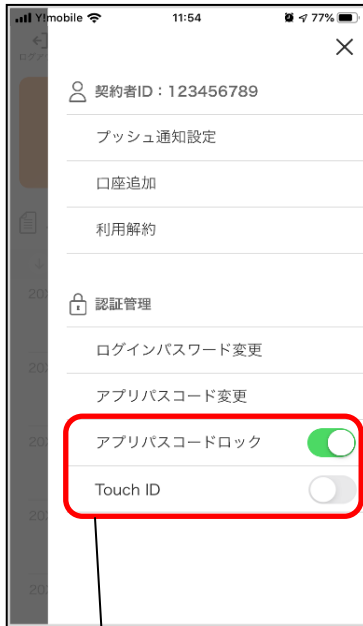 Y!mobile 11:54 77%
契約者ID：123456789
プッシュ通知設定
口座追加
利用解約
認証管理
ログインパスワード変更
アプリパスコード変更
アプリパスコードロック
Touch ID